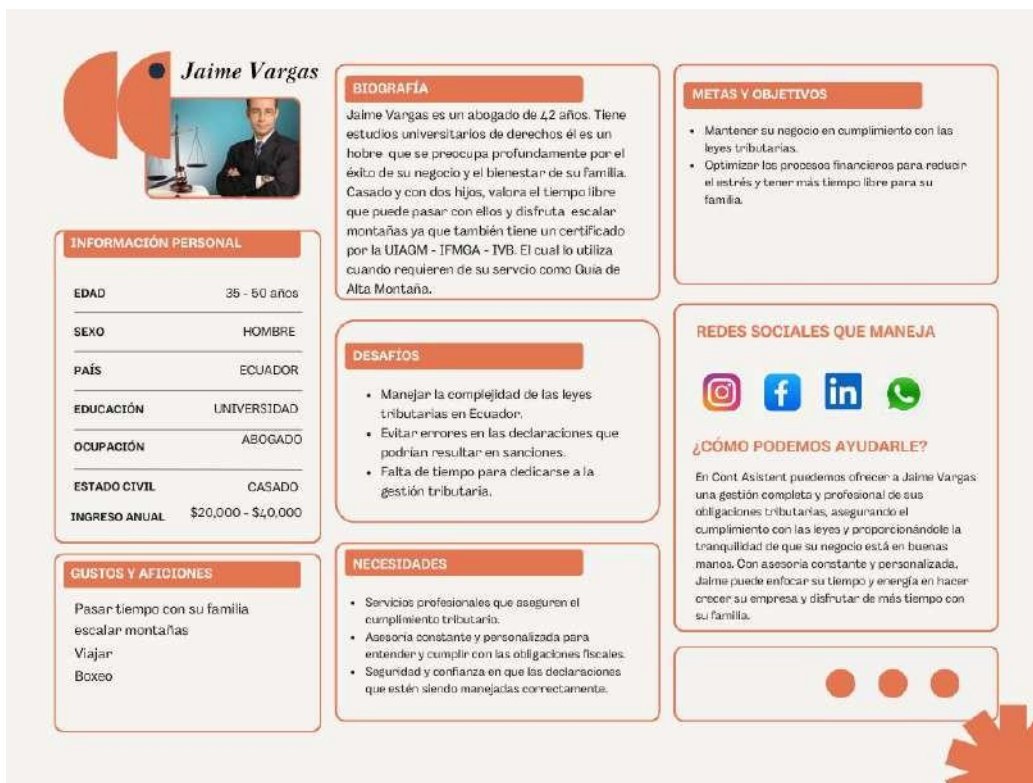 Jaime Vargas
INFORMACIÓN PERSONAL
EDAD 35 - 50 años
SEXO HOMBRE
PAÍS ECUADOR
EDUCACIÓN UNIVERSIDAD
OCUPACIÓN ABOGADO
ESTADO CIVIL CASADO
INGRESO ANUAL $20,000 - $40,000
GUSTOS Y AFICIONES
Pasar tiempo con su familia
escalar montañas
Viajar
Boxeo
BIOGRAFÍA
Jaime Vargas es un abogado de 42 años. Tiene
estudios universitarios de derechos él es un
hobre que se preocupa profundamente por el
éxito de su negocio y el bienestar de su familia.
Casado y con dos hijos, valora el tiempo libre
que puede pasar con ellos y disfruta escalar
montañas ya que también tiene un certificado
por la UIAGM - IFMGA - IVB. El cual lo utiliza
cuando requieren de su servcio como Guía de
Alta Montaña.
DESAFÍOS
• Manejar la complejidad de las leyes
tributarias en Ecuador.
• Evitar errores en las declaraciones que
podrían resultar en sanciones.
• Falta de tiempo para dedicarse a la
gestión tributaria.
NECESIDADES
• Servicios profesionales que aseguren el
cumplimiento tributario.
• Asesoría constante y personalizada para
entender y cumplir con las obligaciones fiscales.
• Seguridad y confianza en que las declaraciones
que estén siendo manejadas correctamente.
METAS Y OBJETIVOS
• Mantener su negocio en cumplimiento con las
leyes tributarias.
• Optimizar los procesos financieros para reducir
el estrés y tener más tiempo libre para su
familia.
REDES SOCIALES QUE MANEJA
f in
¿CÓMO PODEMOS AYUDARLE?
En Cont Asistent puedemos ofrecer a Jaime Vargas
una gestión completa y profesional de sus
obligaciones tributarias, asegurando el
cumplimiento con las leyes y proporcionándole la
tranquilidad de que su negocio está en buenas
manos. Con asesoría constante y personalizada,
Jaime puede enfocar su tiempo y energía en hacer
crecer su empresa y disfrutar de más tiempo con
su familia.